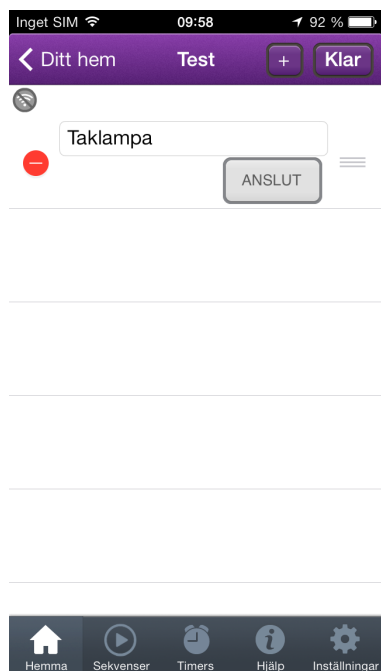 Inget SIM 09:58 92 %
Ditt hem Test + Klar
Taklampa
ANSLUT
Hemma Sekvenser Timers Hjälp Inställningar